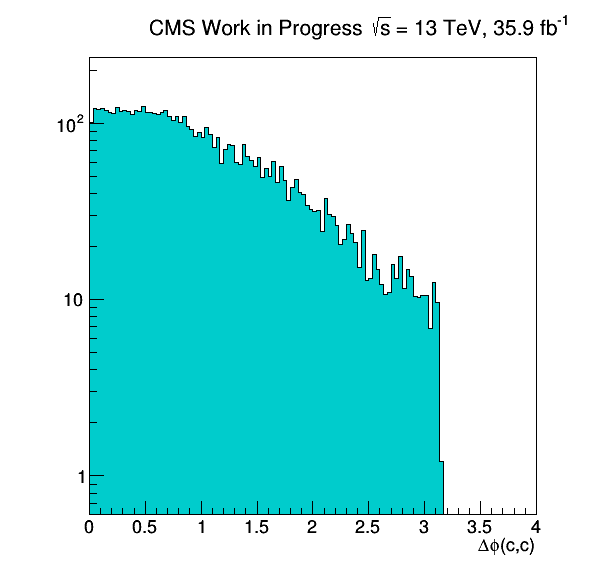 CMS Work in Progress √s = 13 TeV, 35.9 fb⁻¹
10²
10
1
0 0.5 1 1.5 2 2.5 3 3.5 4
Δϕ(c,c)